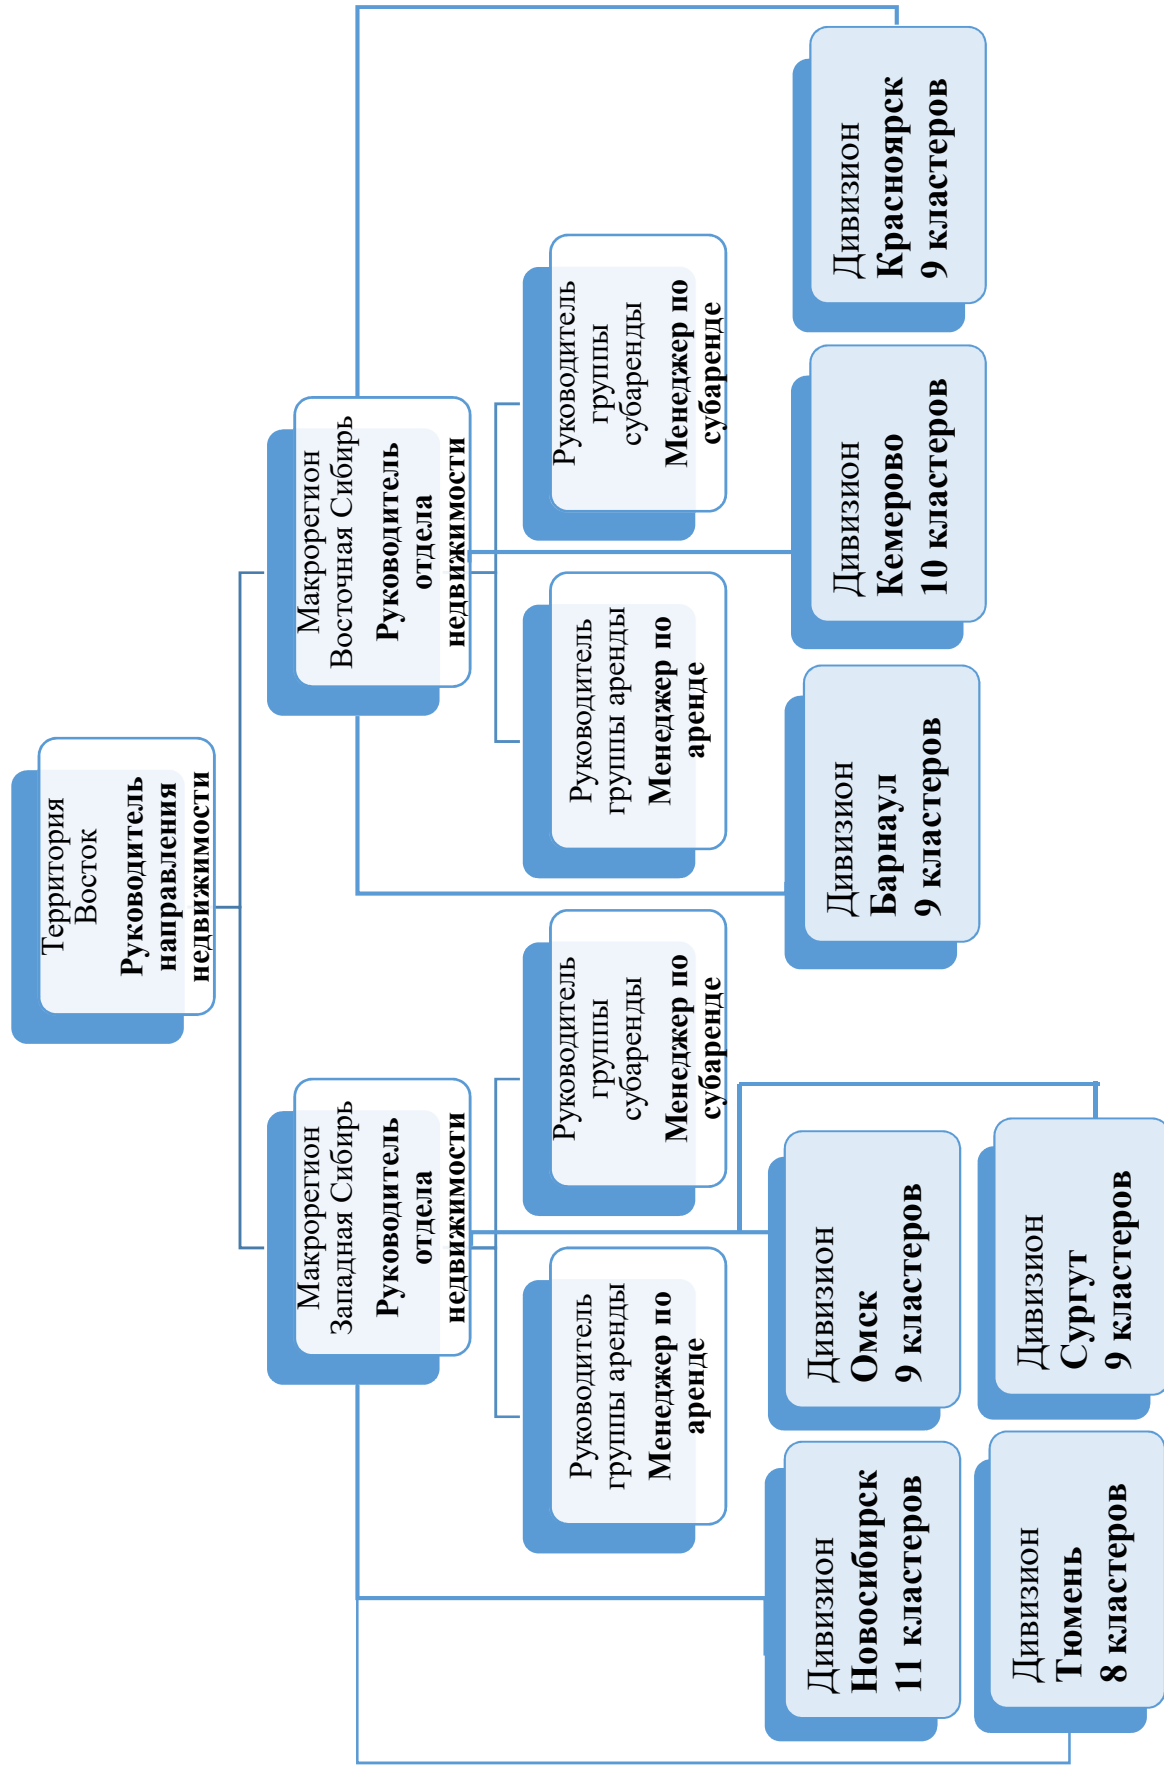 Территория
Восток
Руководитель
направления
недвижимости
Макрорегион
Западная Сибирь
Руководитель
отдела
недвижимости
Макрорегион
Восточная Сибирь
Руководитель
отдела
недвижимости
Руководитель
группы аренды
Менеджер по
аренде
Руководитель
группы
субаренды
Менеджер по
субаренде
Руководитель
группы аренды
Менеджер по
аренде
Руководитель
группы
субаренды
Менеджер по
субаренде
Дивизион
Новосибирск
11 кластеров
Дивизион
Омск
9 кластеров
Дивизион
Барнаул
9 кластеров
Дивизион
Кемерово
10 кластеров
Дивизион
Красноярск
9 кластеров
Дивизион
Тюмень
8 кластеров
Дивизион
Сургут
9 кластеров